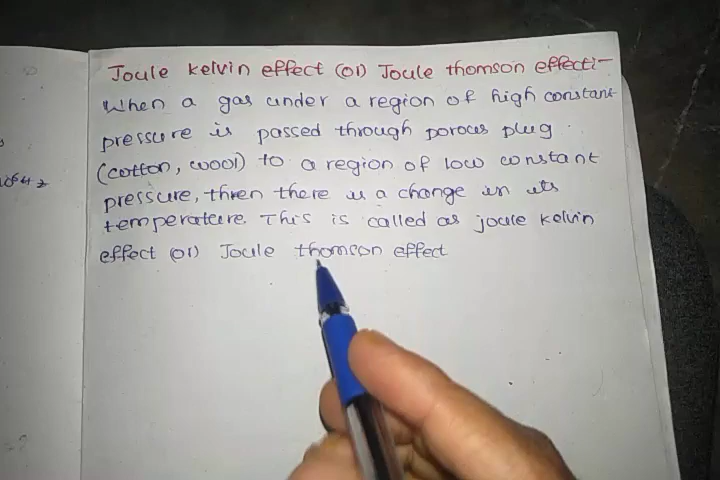 Joule kelvin effect (or) Joule thomson effect:-
When a gas under a region of high constant
pressure is passed through porous plug
(cotton, wool) to a region of low constant
pressure, then there is a change in its
temperature. This is called as joule kelvin
effect (or) Joule thomson effect